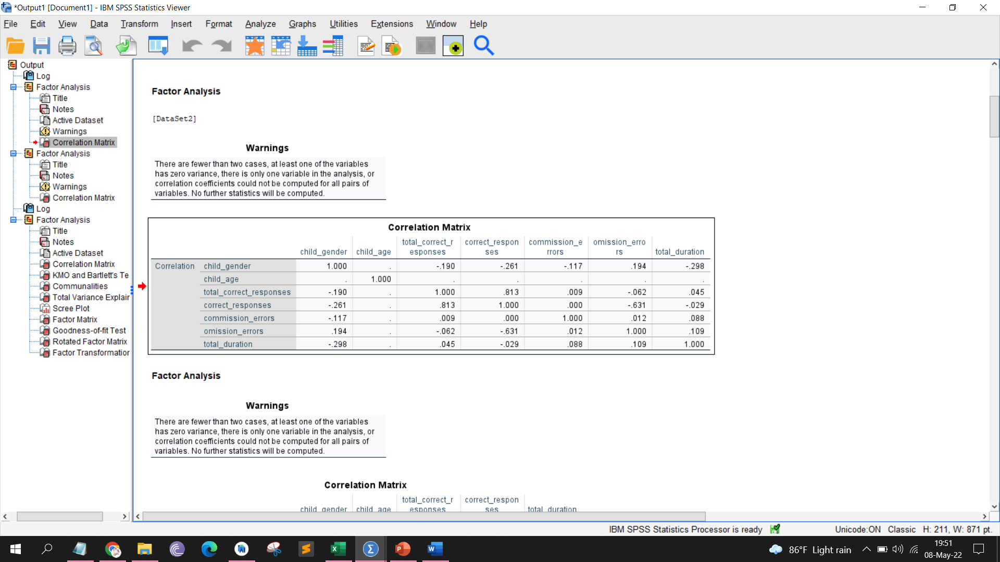 *Output1 [Document1] - IBM SPSS Statistics Viewer
File Edit View Data Transform Insert Format Analyze Graphs Utilities Extensions Window Help
Output
Log
Factor Analysis
Title
Notes
Active Dataset
Warnings
Correlation Matrix
Factor Analysis
Title
Notes
Warnings
Correlation Matrix
Log
Factor Analysis
Title
Notes
Active Dataset
Correlation Matrix
KMO and Bartlett's Te
Communalities
Total Variance Explair
Scree Plot
Factor Matrix
Goodness-of-fit Test
Rotated Factor Matrix
Factor Transformatior
Factor Analysis
[DataSet2]
Warnings
There are fewer than two cases, at least one of the variables
has zero variance, there is only one variable in the analysis, or
correlation coefficients could not be computed for all pairs of
variables. No further statistics will be computed.
Correlation Matrix
child_gender child_age total_correct_r esponses correct_respon ses commission_e rrors omission_erro rs total_duration
Correlation child_gender 1.000 . -.190 -.261 -.117 .194 -.298
child_age . 1.000 . . . . .
total_correct_responses -.190 . 1.000 .813 .009 -.062 .045
correct_responses -.261 . .813 1.000 .000 -.631 -.029
commission_errors -.117 . .009 .000 1.000 .012 .088
omission_errors .194 . -.062 -.631 .012 1.000 .109
total_duration -.298 . .045 -.029 .088 .109 1.000
Factor Analysis
Warnings
There are fewer than two cases, at least one of the variables
has zero variance, there is only one variable in the analysis, or
correlation coefficients could not be computed for all pairs of
variables. No further statistics will be computed.
Correlation Matrix
child_gender child_age total_correct_r esponses correct_respon ses total_duration
IBM SPSS Statistics Processor is ready Unicode:ON Classic H: 211, W: 871 pt.
86°F Light rain
19:51
08-May-22